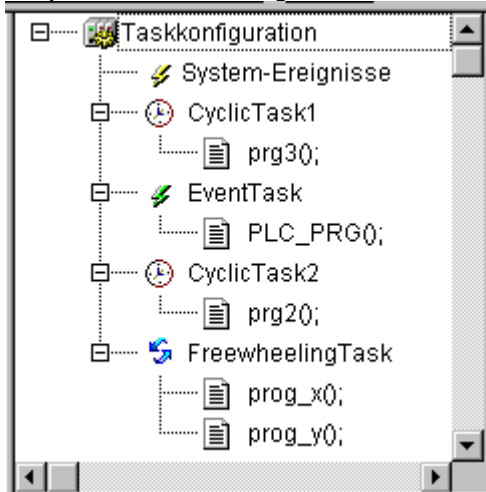 Taskkonfiguration
System-Ereignisse
CyclicTask1
prg3();
EventTask
PLC_PRG();
CyclicTask2
prg2();
FreewheelingTask
prog_x();
prog_y();